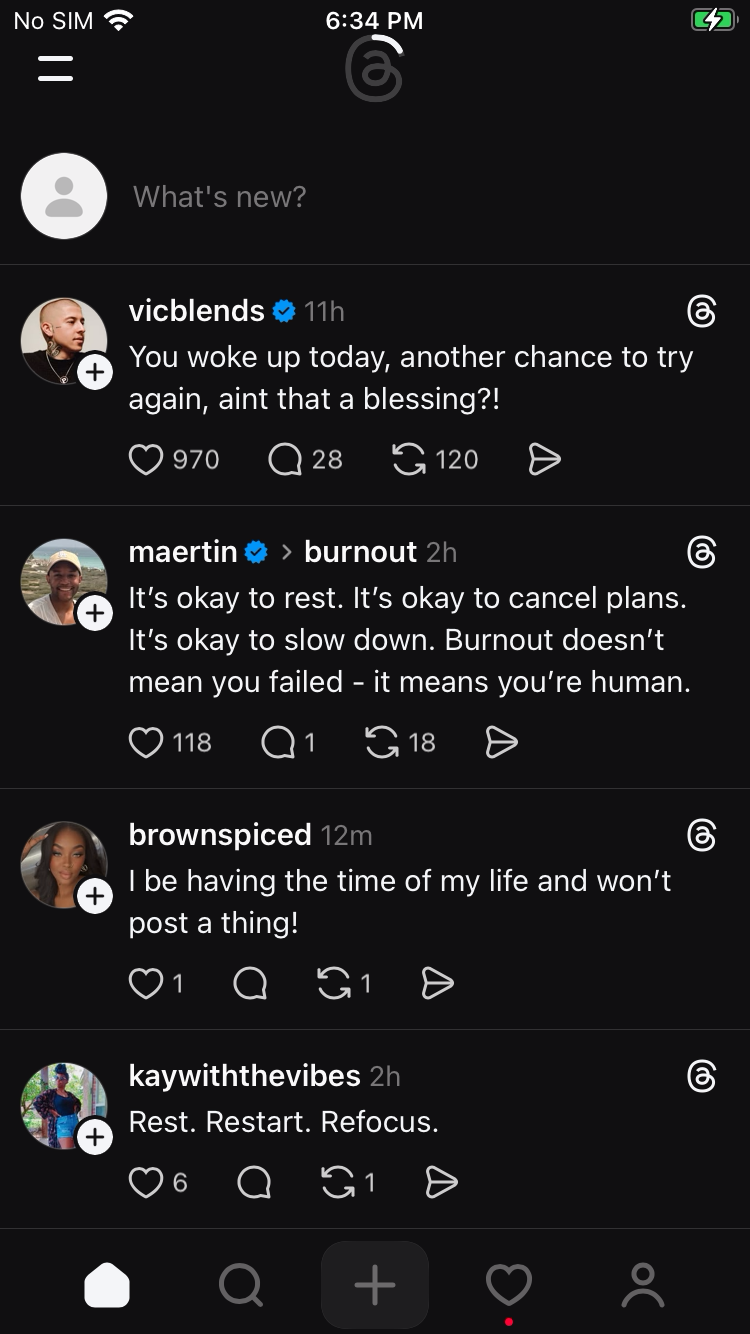 No SIM 6:34 PM
What's new?
vicblends 11h
You woke up today, another chance to try
again, aint that a blessing?!
970 28 120
maertin > burnout 2h
It’s okay to rest. It’s okay to cancel plans.
It’s okay to slow down. Burnout doesn’t
mean you failed - it means you’re human.
118 1 18
brownspiced 12m
I be having the time of my life and won’t
post a thing!
1 1
kaywiththevibes 2h
Rest. Restart. Refocus.
6 1